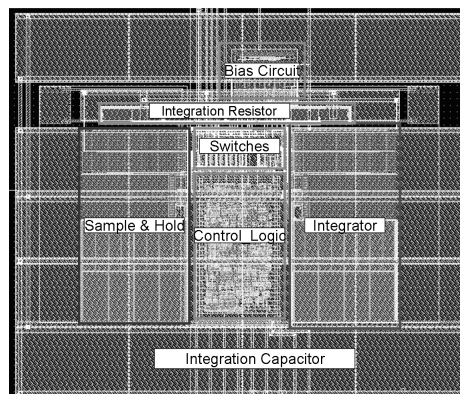 Bias Circuit
Integration Resistor
Switches
Sample & Hold
Control Logic
Integrator
Integration Capacitor